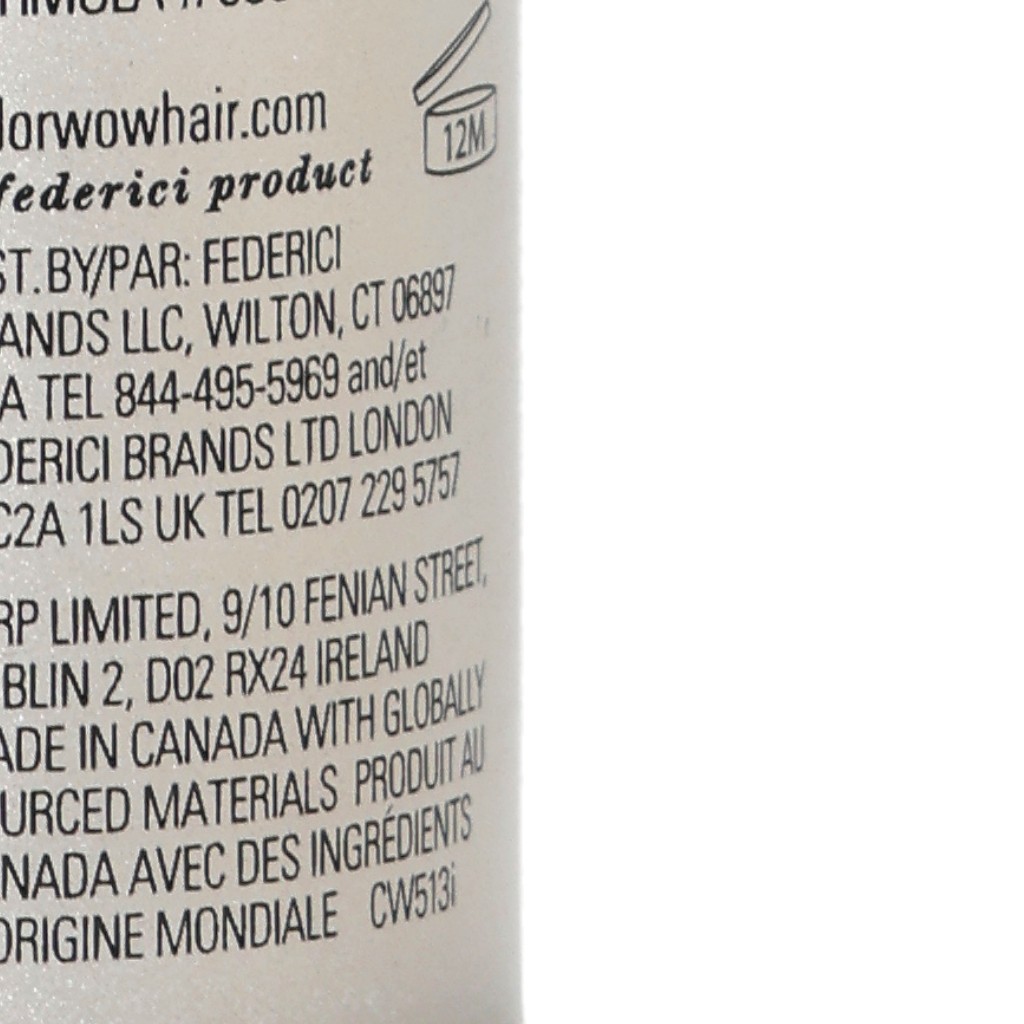 lorwowhair.com
12M
federici product
ST. BY/PAR: FEDERICI
ANDS LLC, WILTON, CT 06897
A TEL 844-495-5969 and/et
DERICI BRANDS LTD LONDON
C2A 1LS UK TEL 0207 229 5757
RP LIMITED, 9/10 FENIAN STREET,
BLIN 2, D02 RX24 IRELAND
ADE IN CANADA WITH GLOBALLY
URCED MATERIALS PRODUIT AU
NADA AVEC DES INGRÉDIENTS
ORIGINE MONDIALE CW513i